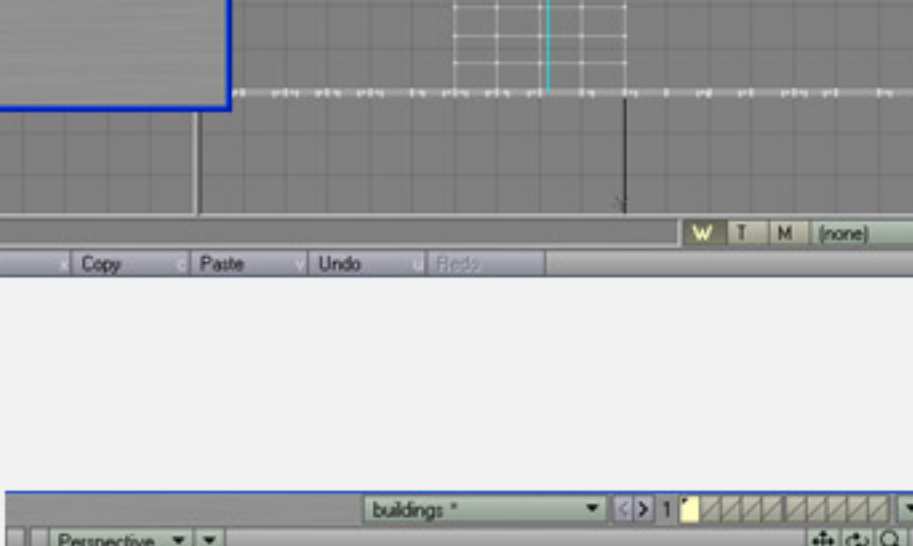 W T M (none)
x Copy c Paste v Undo u Redo
buildings * < > 1
Perspective